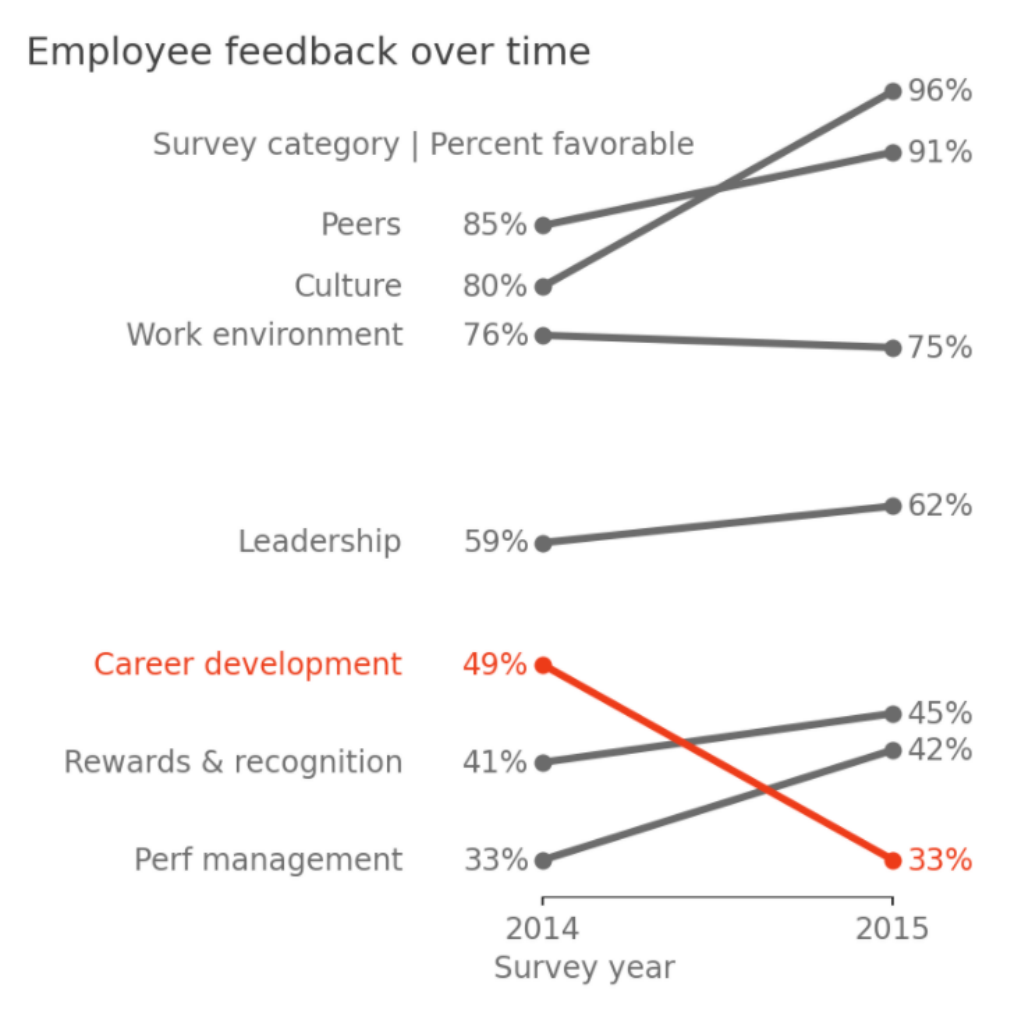 Employee feedback over time
96%
Survey category | Percent favorable
91%
Peers 85%
Culture 80%
Work environment 76% 75%
62%
Leadership 59%
Career development 49%
45%
Rewards & recognition 41% 42%
Perf management 33% 33%
2014 2015
Survey year